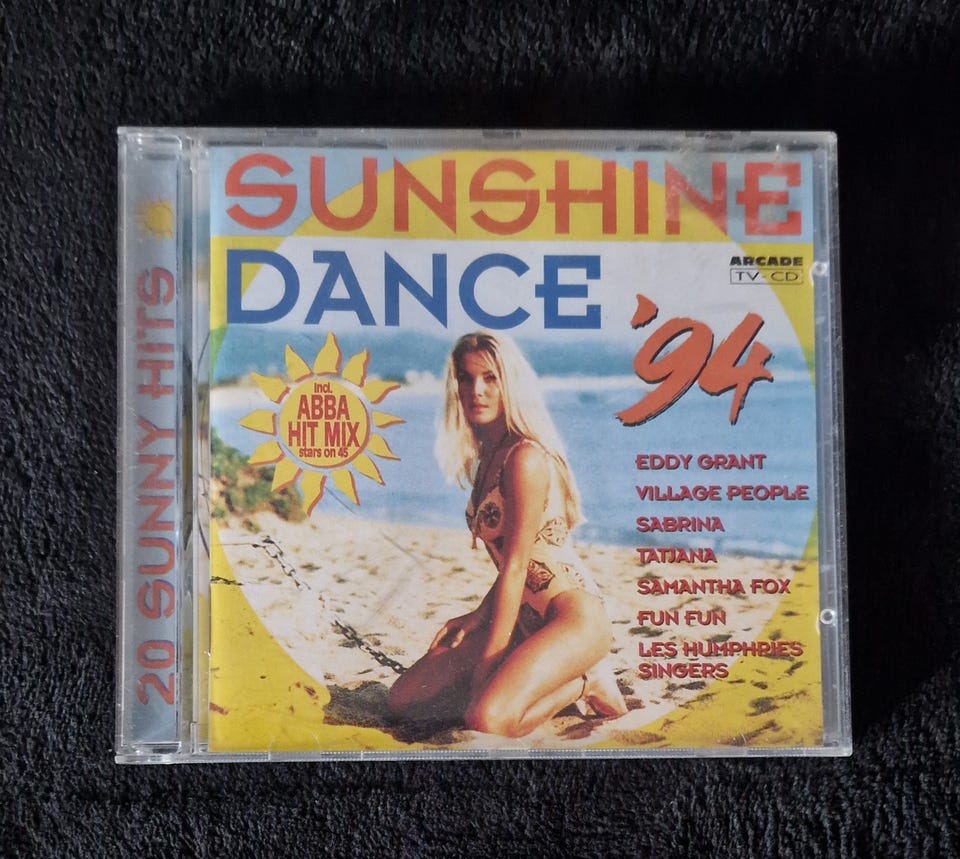 SUNSHINE
DANCE
'94
ARCADE
TV-CD
incl.
ABBA
HIT MIX
stars on 45
EDDY GRANT
VILLAGE PEOPLE
SABRINA
TATJANA
SAMANTHA FOX
FUN FUN
LES HUMPHRIES
SINGERS
20 SUNNY HITS